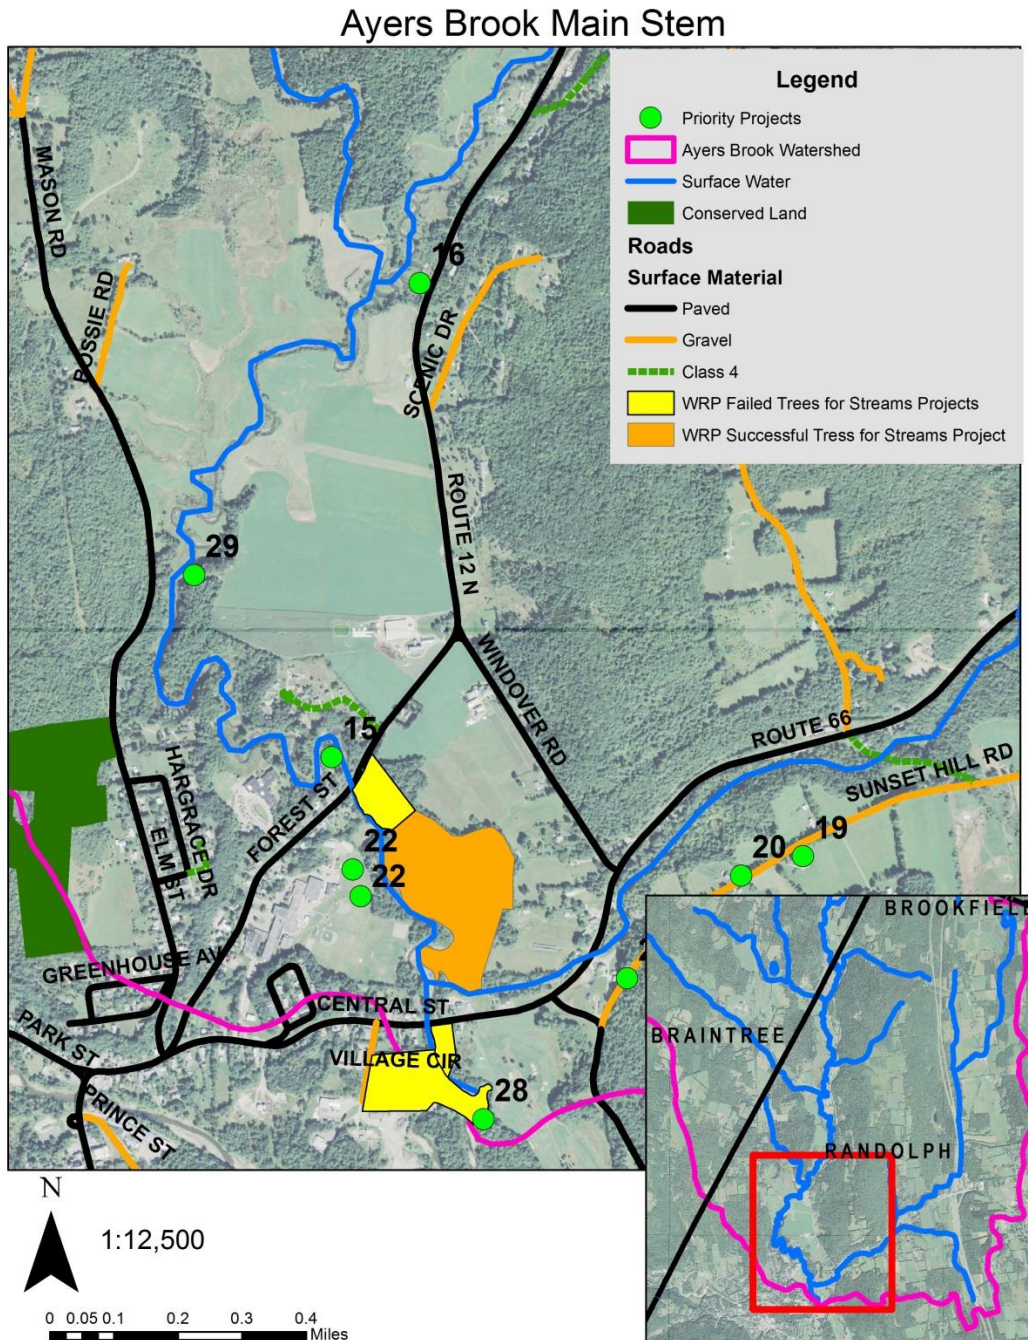 Ayers Brook Main Stem
Legend
Priority Projects
Ayers Brook Watershed
Surface Water
Conserved Land
Roads
Surface Material
Paved
Gravel
Class 4
WRP Failed Trees for Streams Projects
WRP Successful Tress for Streams Project
MASON RD
BOSSIE RD
16
SCENIC DR
ROUTE 12 N
29
WINDOVER RD
15
ROUTE 66
SUNSET HILL RD
HARGRACE DR
ELM ST
FOREST ST
22
22
20
19
GREENHOUSE AV
CENTRAL ST
PARK ST
VILLAGE CIR
PRINCE ST
28
BROOKFIEL
BRAINTREE
RANDOLPH
N
1:12,500
0 0.05 0.1 0.2 0.3 0.4
Miles